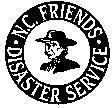 N.C. FRIENDS
DISASTER SERVICE